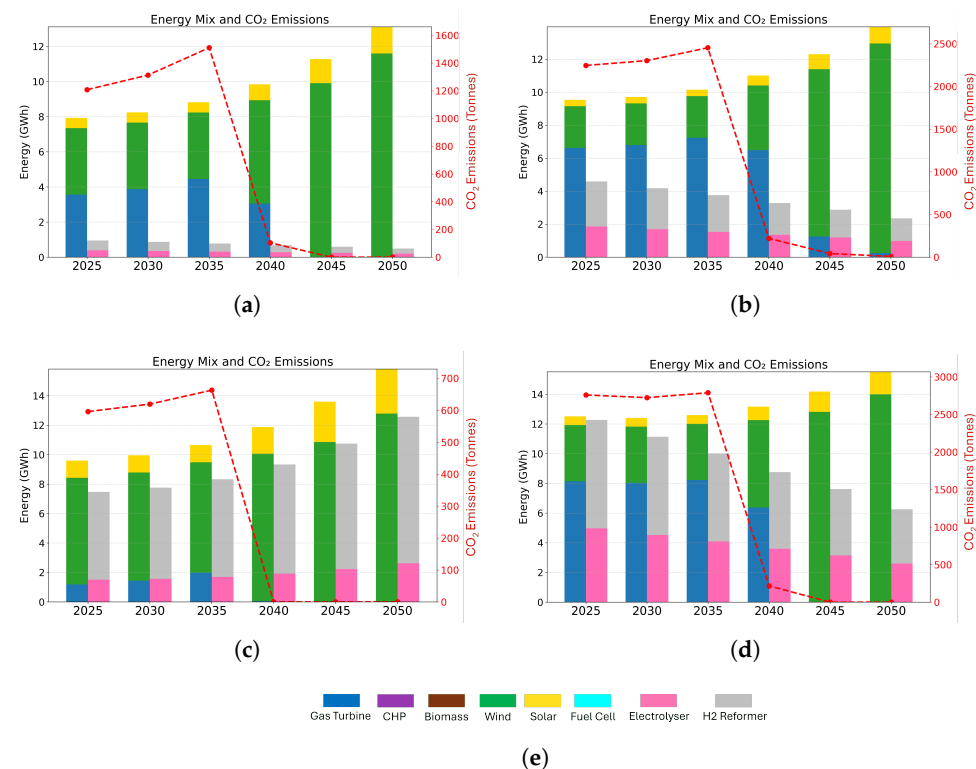 Energy Mix and CO₂ Emissions
Energy (GWh)
12
10
8
6
4
2
0
2025 2030 2035 2040 2045 2050
1600
1400
1200
1000
800
600
400
200
0
CO₂ Emissions (Tonnes)
(a)
Energy Mix and CO₂ Emissions
Energy (GWh)
12
10
8
6
4
2
0
2025 2030 2035 2040 2045 2050
2500
2000
1500
1000
500
0
CO₂ Emissions (Tonnes)
(b)
Energy Mix and CO₂ Emissions
Energy (GWh)
14
12
10
8
6
4
2
0
2025 2030 2035 2040 2045 2050
700
600
500
400
300
200
100
0
CO₂ Emissions (Tonnes)
(c)
Energy Mix and CO₂ Emissions
Energy (GWh)
14
12
10
8
6
4
2
0
2025 2030 2035 2040 2045 2050
3000
2500
2000
1500
1000
500
0
CO₂ Emissions (Tonnes)
(d)
Gas Turbine CHP Biomass Wind Solar Fuel Cell Electrolyser H2 Reformer
(e)